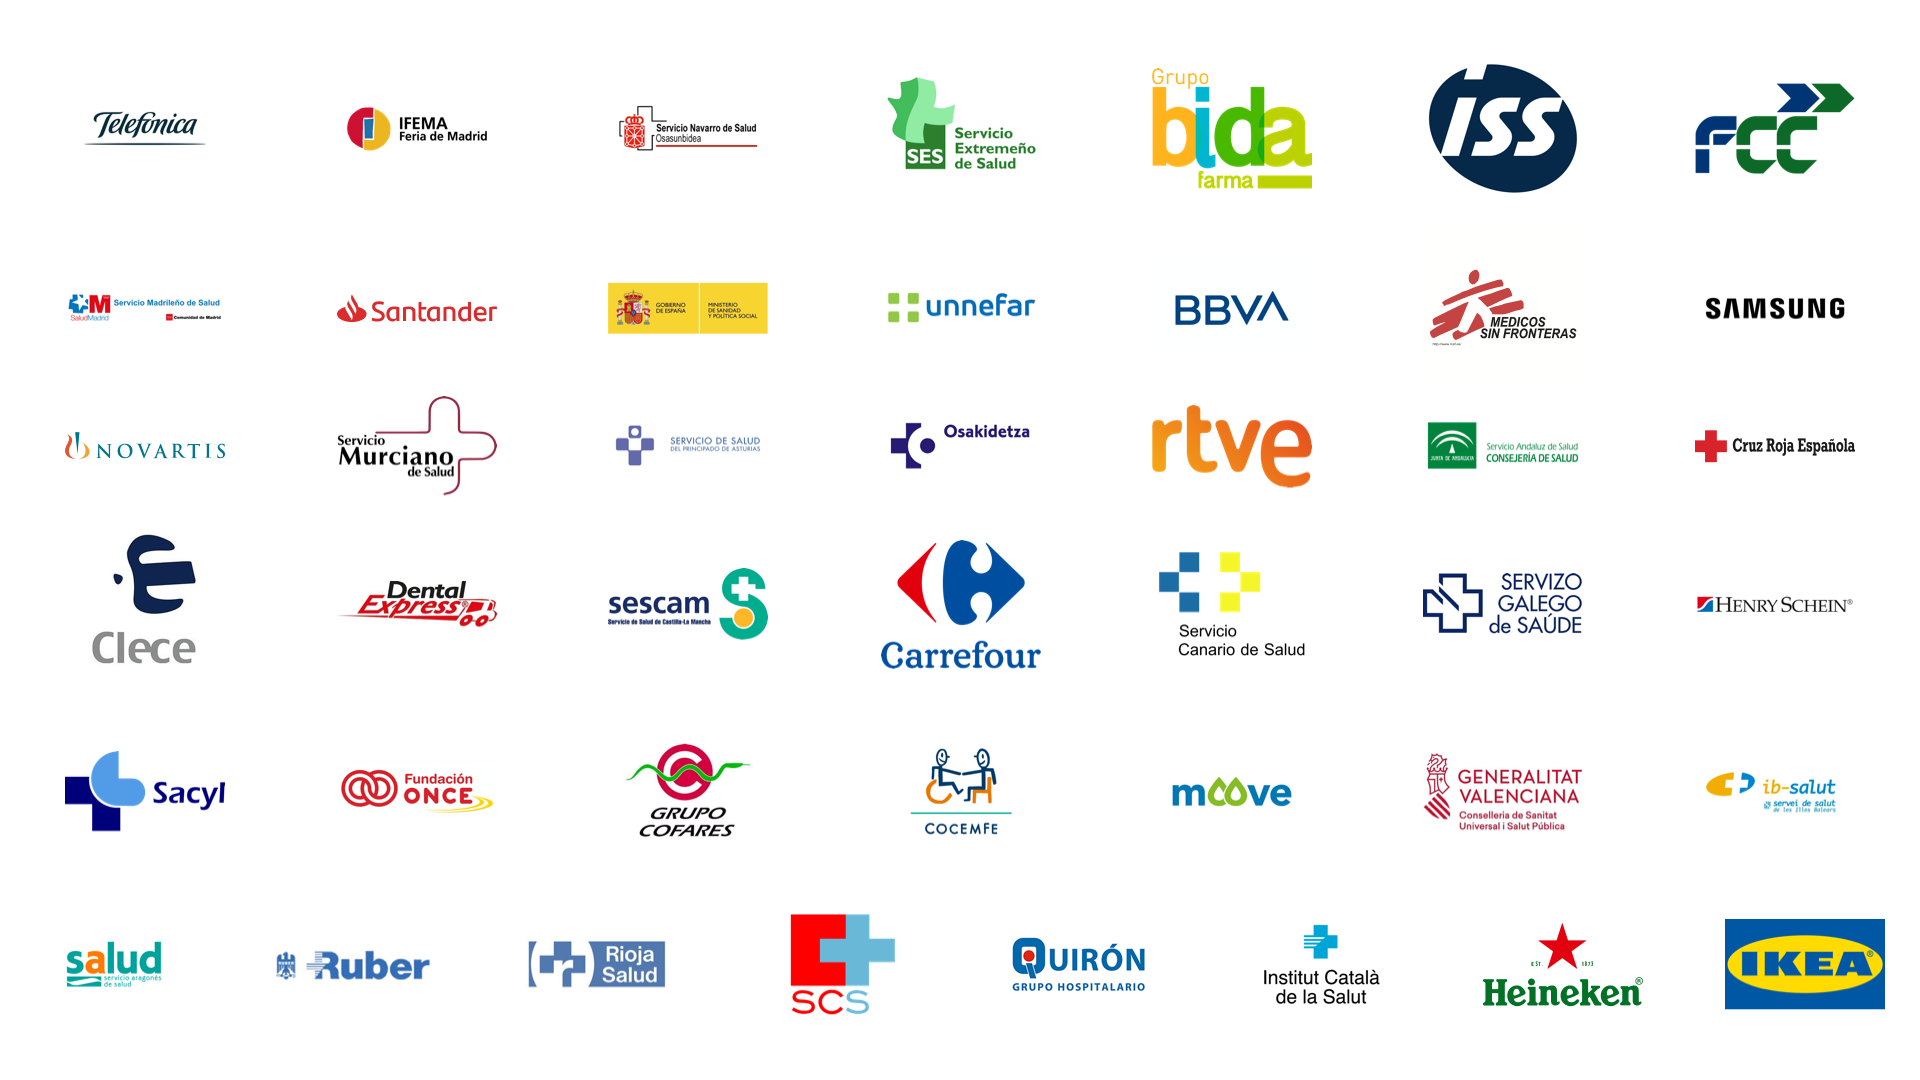 Telefónica
IFEMA
Feria de Madrid
Servicio Navarro de Salud
Osasunbidea
SES
Servicio
Extremeño
de Salud
Grupo
bida
farma
ISS
FCC
M
SaludMadrid
Servicio Madrileño de Salud
Comunidad de Madrid
Santander
GOBIERNO
DE ESPAÑA
MINISTERIO
DE SANIDAD
Y POLÍTICA SOCIAL
unnefar
BBVA
MEDICOS
SIN FRONTERAS
SAMSUNG
NOVARTIS
Servicio
Murciano
de Salud
SERVICIO DE SALUD
DEL PRINCIPADO DE ASTURIAS
Osakidetza
rtve
JUNTA DE ANDALUCIA
Servicio Andaluz de Salud
CONSEJERÍA DE SALUD
Cruz Roja Española
Clece
Dental
Express®
sescam
Servicio de Salud de Castilla-La Mancha
Carrefour
Servicio
Canario de Salud
SERVIZO
GALEGO
de SAÚDE
HENRY SCHEIN®
Sacyl
Fundación
ONCE
GRUPO
COFARES
COCEMFE
moove
GENERALITAT
VALENCIANA
Conselleria de Sanitat
Universal i Salut Pública
ib-salut
servei de salut
de les Illes Balears
salud
servicio aragonés
de salud
Ruber
Rioja
Salud
SCS
QUIRÓN
GRUPO HOSPITALARIO
Institut Català
de la Salut
EST. 1873
Heineken®
IKEA®